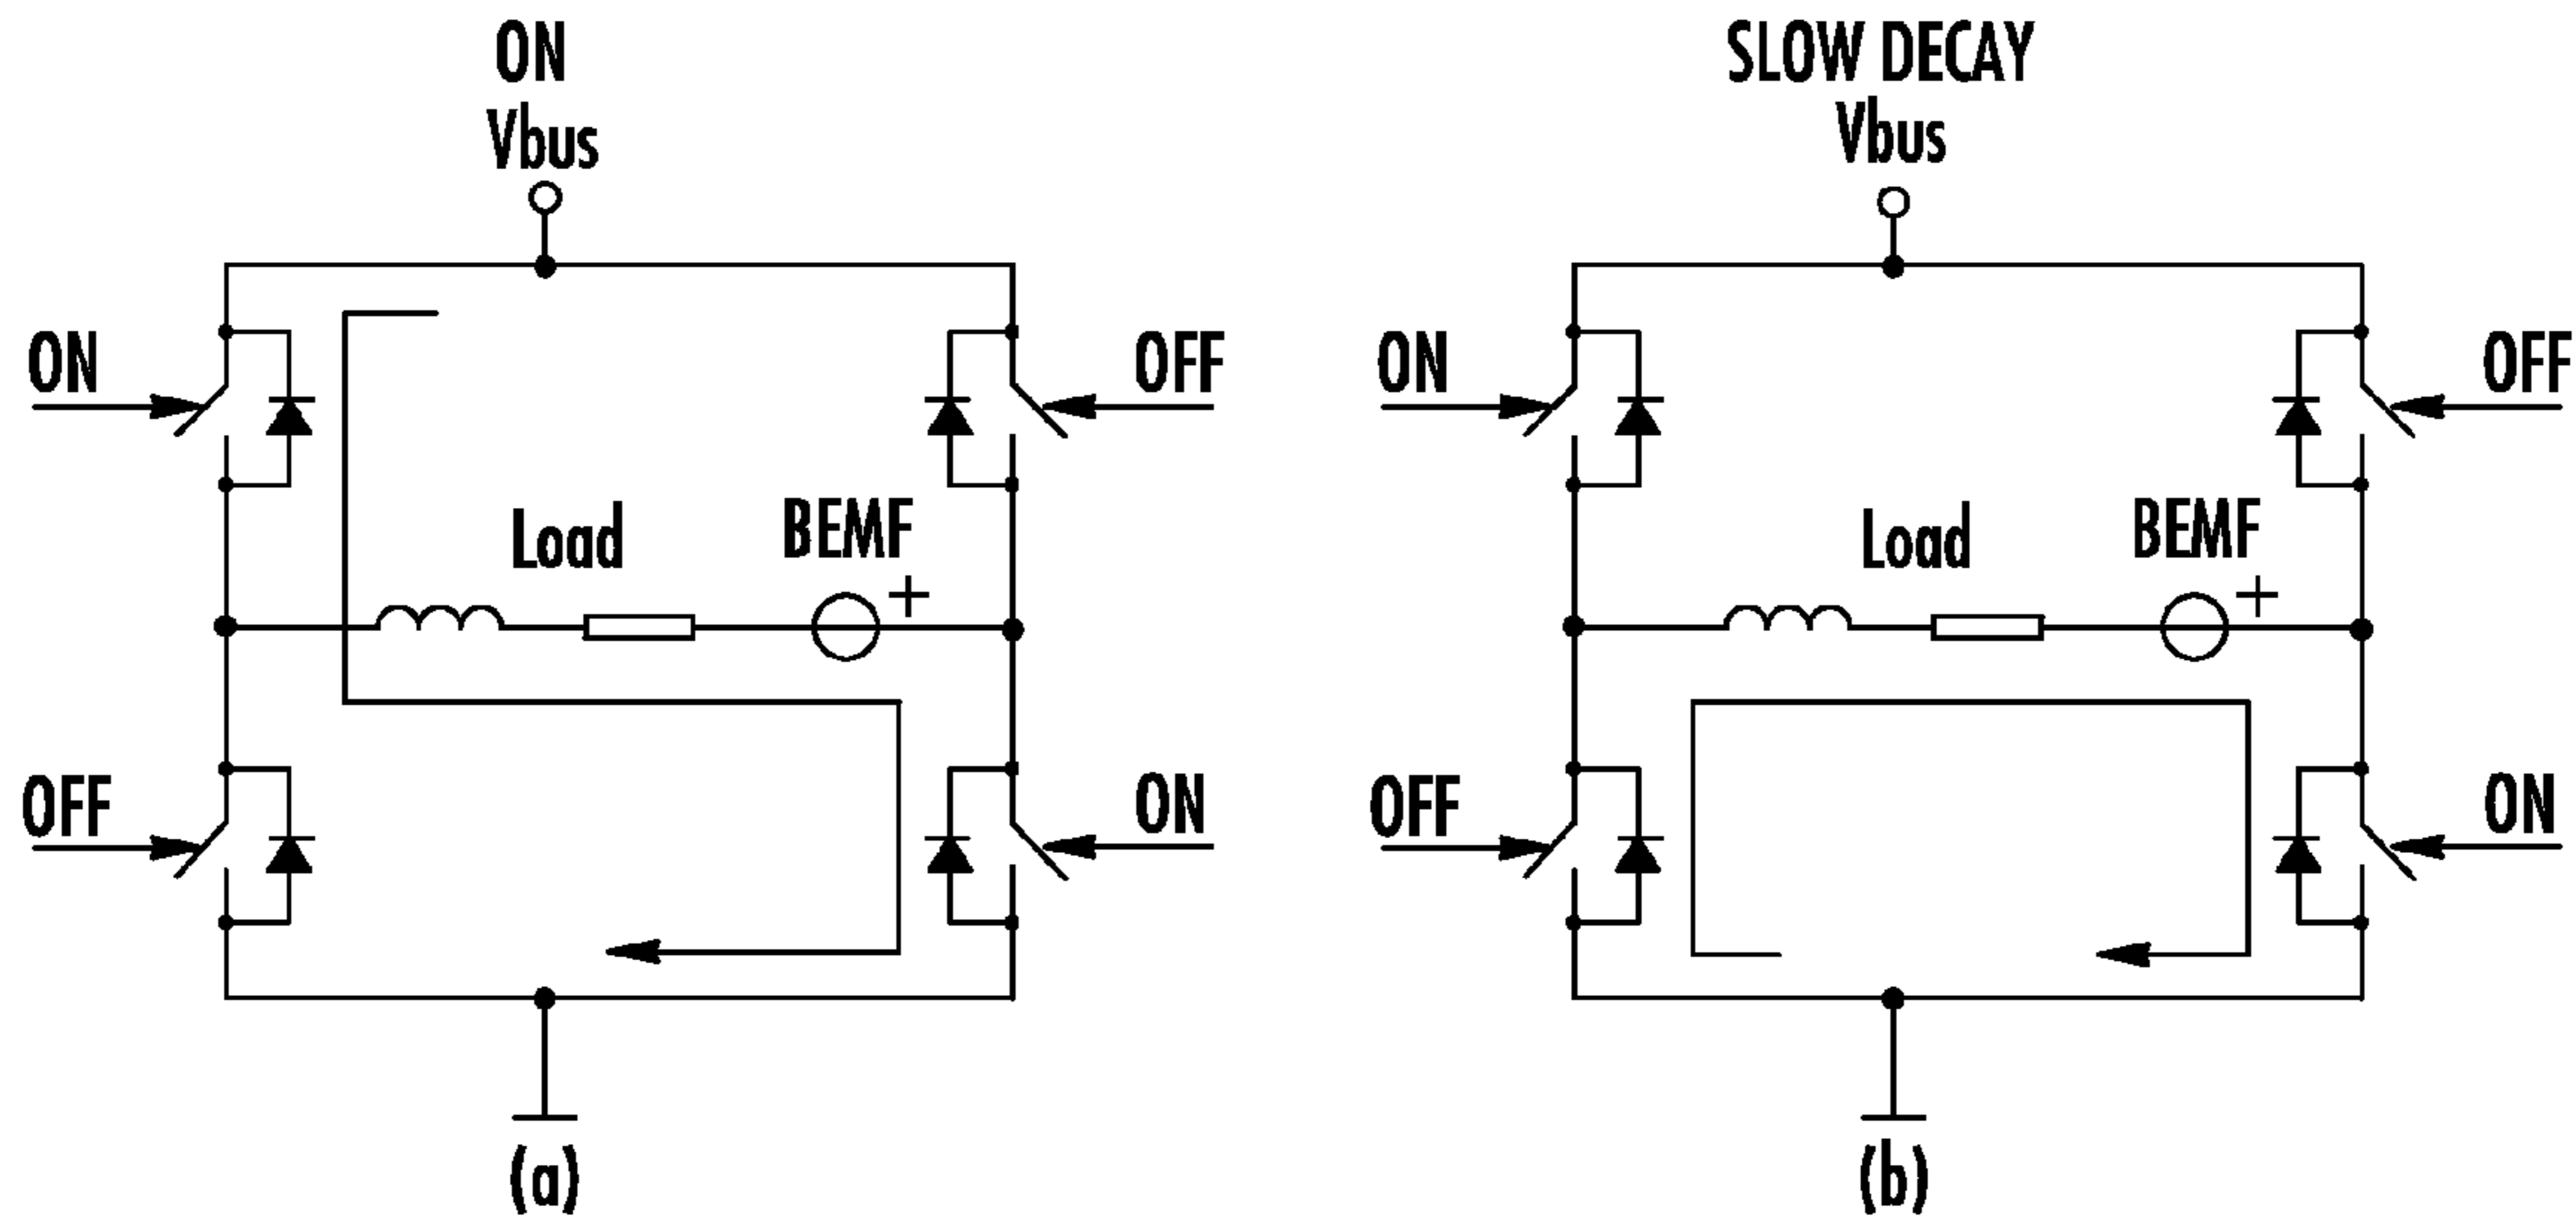 ON
Vbus
ON
OFF
Load
BEMF
+
OFF
ON
(a)
SLOW DECAY
Vbus
ON
OFF
Load
BEMF
+
OFF
ON
(b)